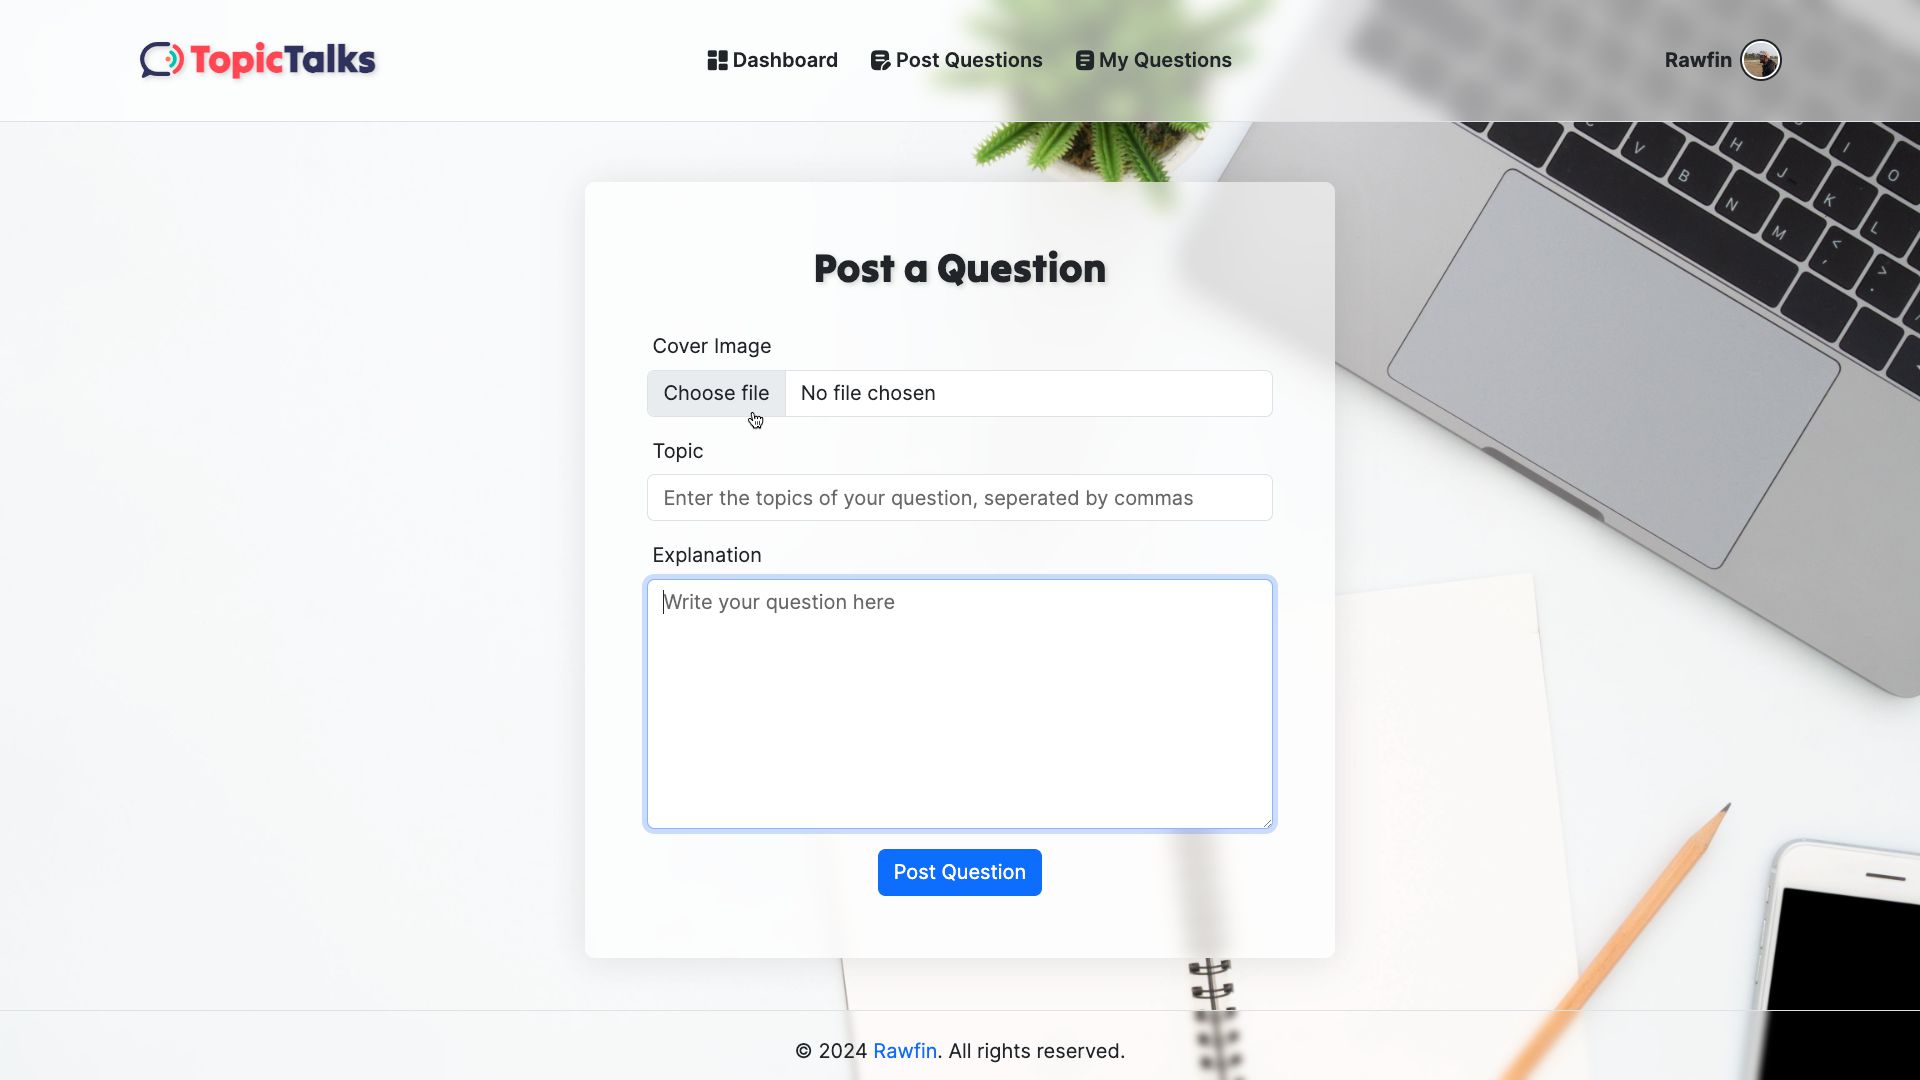 TopicTalks
Dashboard Post Questions My Questions
Rawfin
Post a Question
Cover Image
Choose file No file chosen
Topic
Enter the topics of your question, seperated by commas
Explanation
Write your question here
Post Question
© 2024 Rawfin. All rights reserved.
V H I
B J O
N K
M < , L
> .